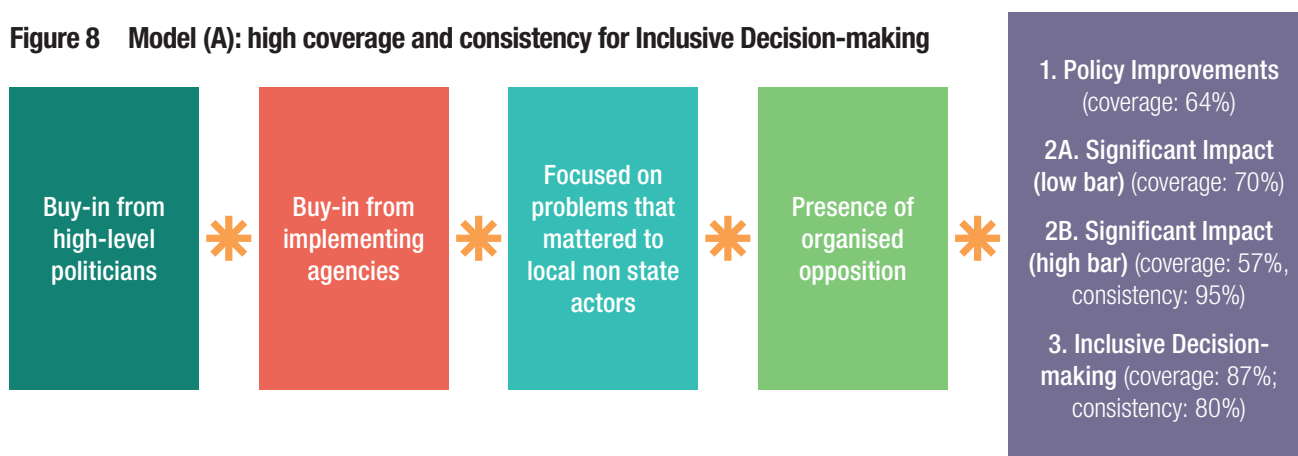 Figure 8 Model (A): high coverage and consistency for Inclusive Decision-making
Buy-in from
high-level
politicians
Buy-in from
implementing
agencies
Focused on
problems that
mattered to
local non state
actors
Presence of
organised
opposition
1. Policy Improvements
(coverage: 64%)
2A. Significant Impact
(low bar) (coverage: 70%)
2B. Significant Impact
(high bar) (coverage: 57%,
consistency: 95%)
3. Inclusive Decision-
making (coverage: 87%;
consistency: 80%)